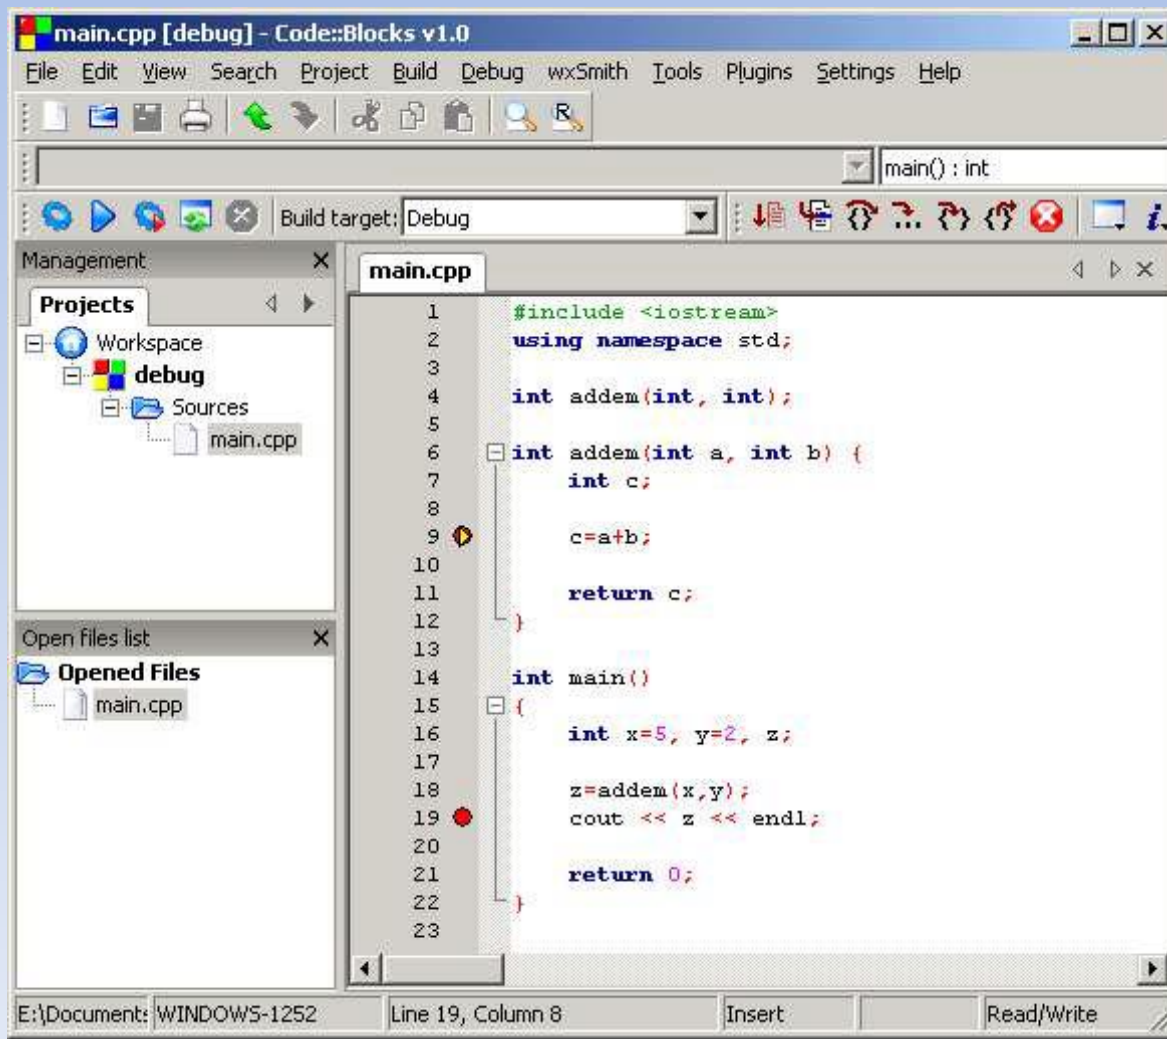 main.cpp [debug] - Code::Blocks v1.0
File Edit View Search Project Build Debug wxSmith Tools Plugins Settings Help
main() : int
Build target: Debug
Management
Projects
Workspace
debug
Sources
main.cpp
Open files list
Opened Files
main.cpp
main.cpp
1 #include <iostream>
2 using namespace std;
3
4 int addem(int, int);
5
6 int addem(int a, int b) {
7 int c;
8
9 c=a+b;
10
11 return c;
12 }
13
14 int main()
15 {
16 int x=5, y=2, z;
17
18 z=addem(x,y);
19 cout << z << endl;
20
21 return 0;
22 }
23
E:\Document: WINDOWS-1252 Line 19, Column 8 Insert Read/Write